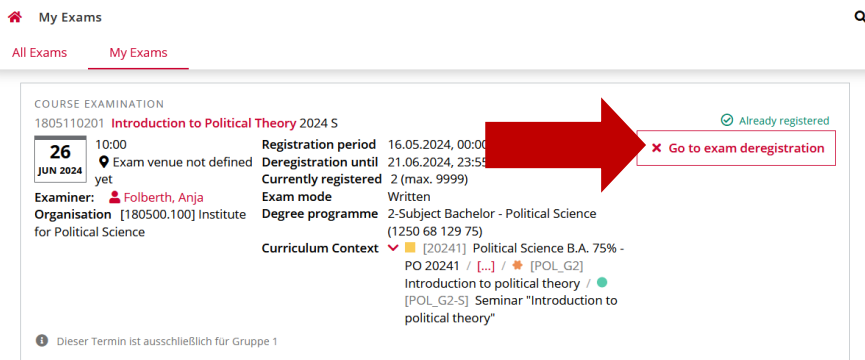 My Exams
All Exams My Exams
COURSE EXAMINATION
1805110201 Introduction to Political Theory 2024 S
Already registered
Go to exam deregistration
26
JUN 2024
10:00
Exam venue not defined
yet
Examiner: Folberth, Anja
Organisation [180500.100] Institute
for Political Science
Registration period 16.05.2024, 00:00
Deregistration until 21.06.2024, 23:55
Currently registered 2 (max. 9999)
Exam mode Written
Degree programme 2-Subject Bachelor - Political Science
(1250 68 129 75)
Curriculum Context [20241] Political Science B.A. 75% -
PO 20241 / [...] / [POL_G2]
Introduction to political theory /
[POL_G2-S] Seminar "Introduction to
political theory"
Dieser Termin ist ausschließlich für Gruppe 1